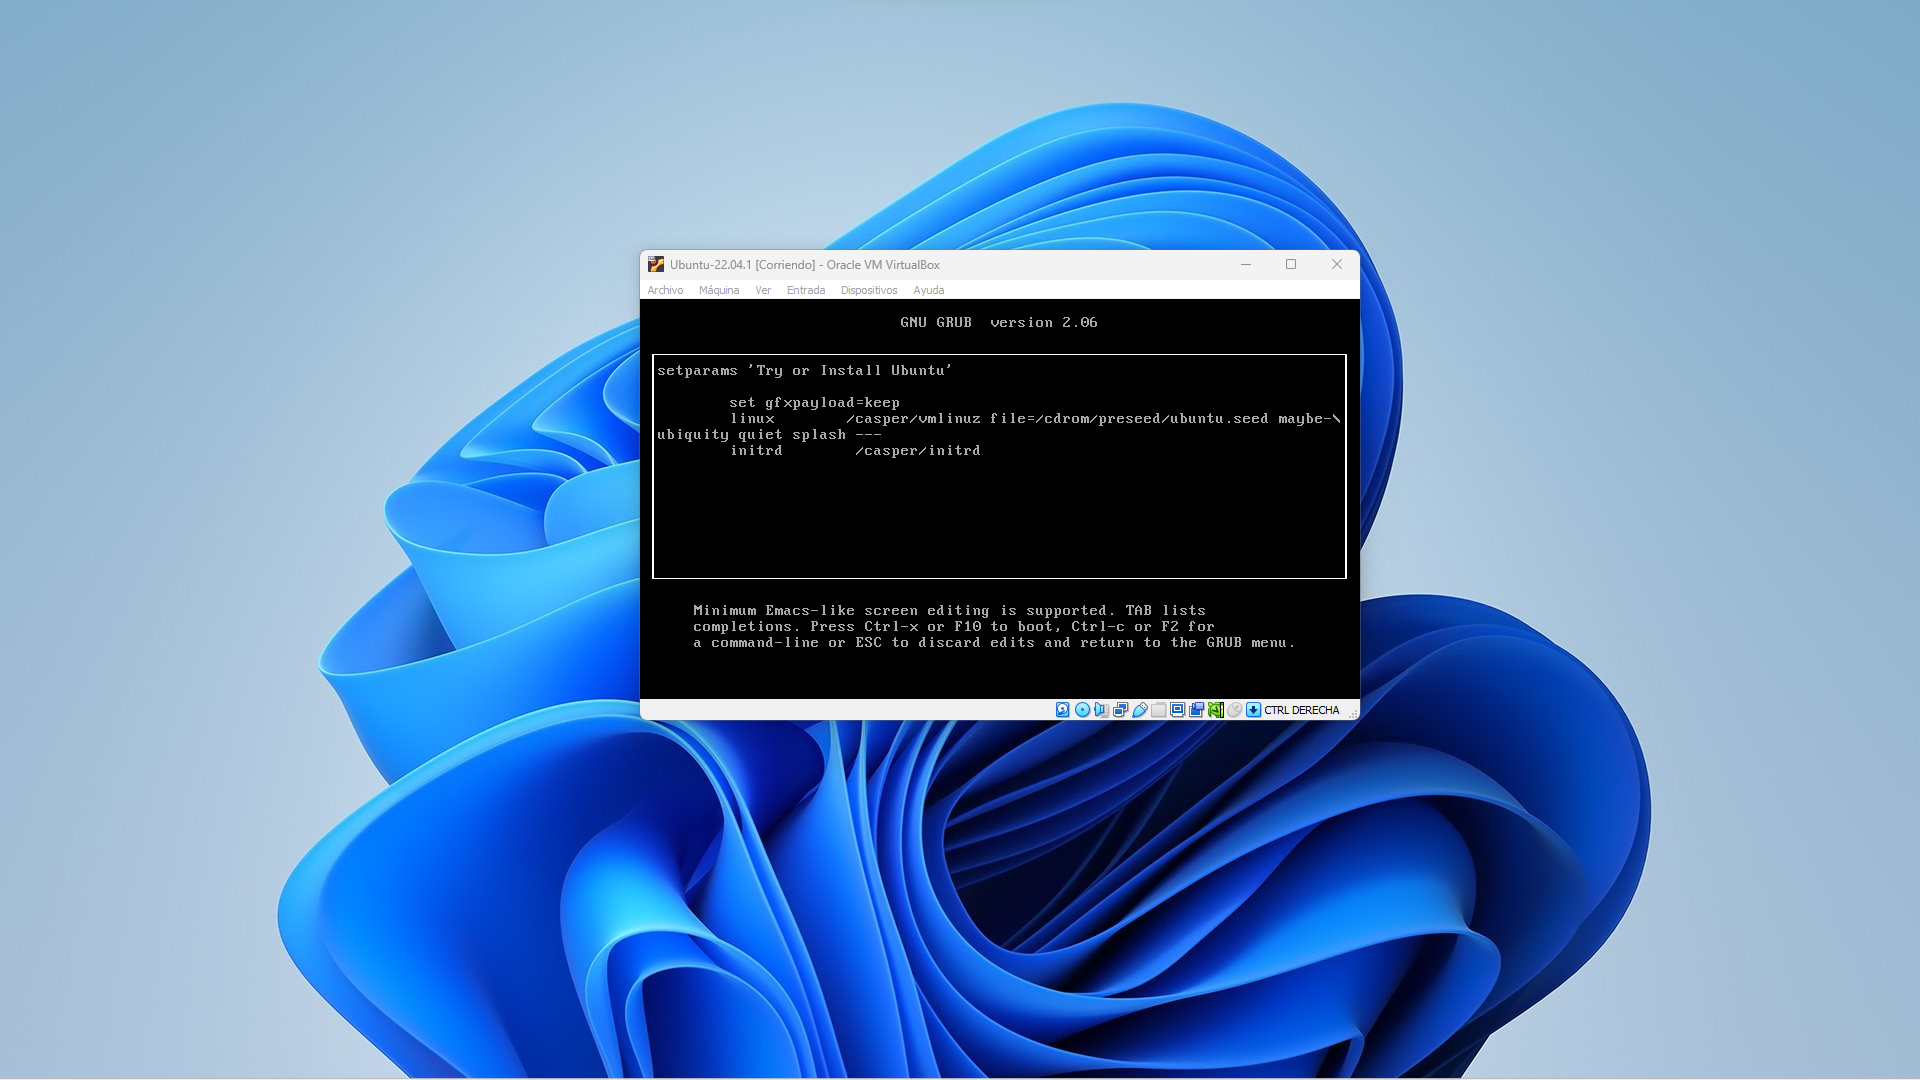 Ubuntu-22.04.1 [Corriendo] - Oracle VM VirtualBox
Archivo Máquina Ver Entrada Dispositivos Ayuda
GNU GRUB version 2.06
setparams 'Try or Install Ubuntu'
set gfxpayload=keep
linux /casper/vmlinuz file=/cdrom/preseed/ubuntu.seed maybe-\
ubiquity quiet splash ---
initrd /casper/initrd
Minimum Emacs-like screen editing is supported. TAB lists
completions. Press Ctrl-x or F10 to boot, Ctrl-c or F2 for
a command-line or ESC to discard edits and return to the GRUB menu.
CTRL DERECHA